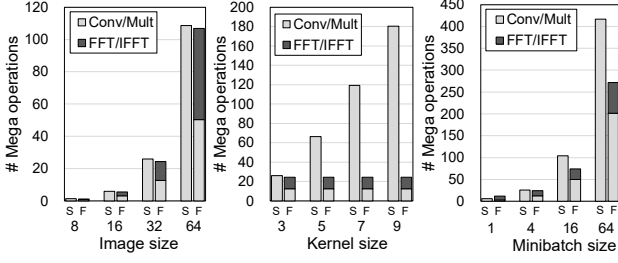 # Mega operations
120
100
80
60
40
20
0
Conv/Mult
FFT/IFFT
S F S F S F S F
8 16 32 64
Image size
# Mega operations
200
180
160
140
120
100
80
60
40
20
0
Conv/Mult
FFT/IFFT
S F S F S F S F
3 5 7 9
Kernel size
# Mega operations
450
400
350
300
250
200
150
100
50
0
Conv/Mult
FFT/IFFT
S F S F S F S F
1 4 16 64
Minibatch size